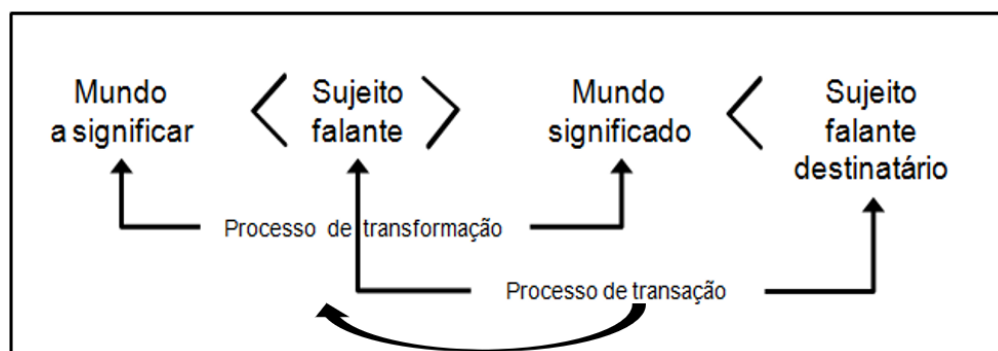 Mundo
a significar
Sujeito
falante
Mundo
significado
Sujeito
falante
destinatário
Processo de transformação
Processo de transação